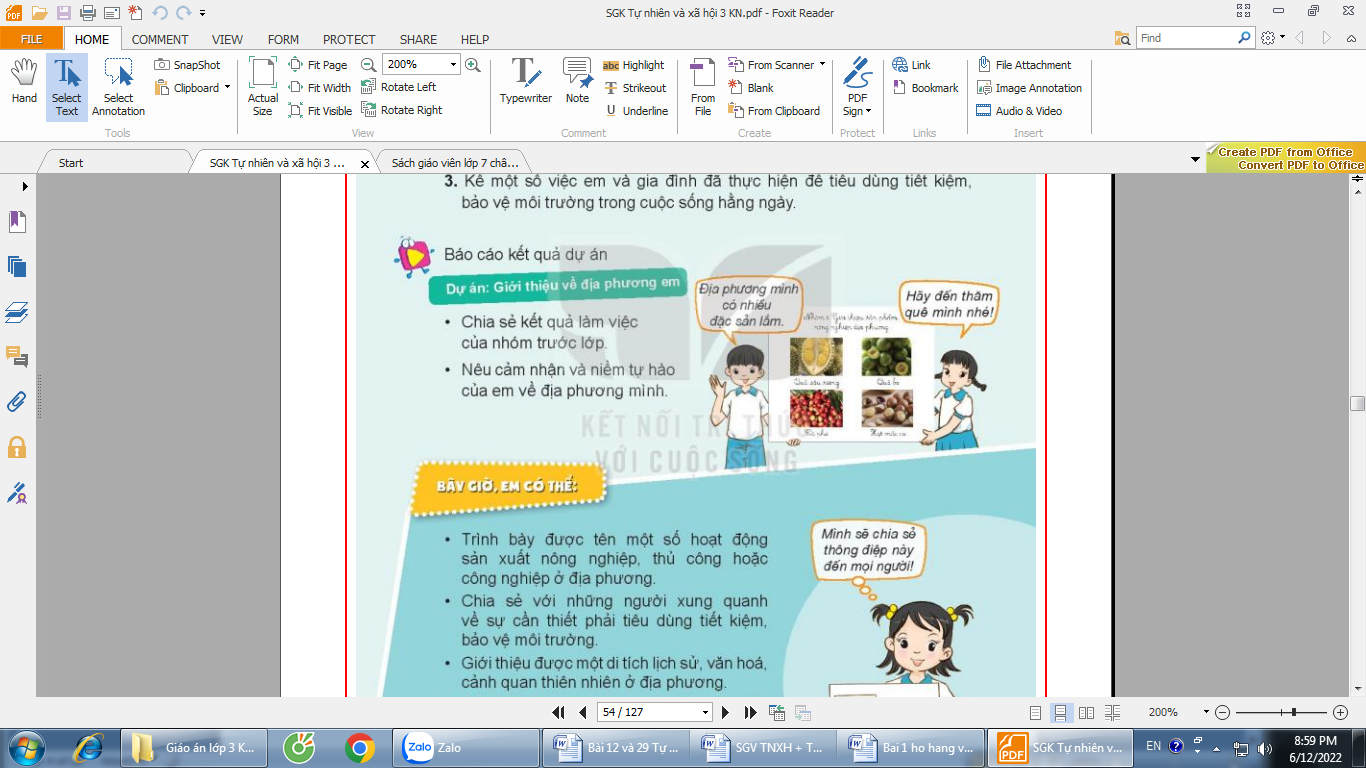 SGK Tự nhiên và xã hội 3 KN.pdf - Foxit Reader
FILE HOME COMMENT VIEW FORM PROTECT SHARE HELP
Find
Hand
Select Text
Select Annotation
SnapShot
Clipboard
Tools
Actual Size
Fit Page
Fit Width
Fit Visible
200%
Rotate Left
Rotate Right
View
Typewriter
Note
Highlight
Strikeout
Underline
Comment
From File
From Scanner
Blank
From Clipboard
Create
PDF Sign
Protect
Link
Bookmark
Links
File Attachment
Image Annotation
Audio & Video
Insert
Start
SGK Tự nhiên và xã hội 3 ...
Sách giáo viên lớp 7 châ...
Create PDF from Office
Convert PDF to Office
3. Kể một số việc em và gia đình đã thực hiện để tiêu dùng tiết kiệm,
bảo vệ môi trường trong cuộc sống hằng ngày.
Báo cáo kết quả dự án
Dự án: Giới thiệu về địa phương em
• Chia sẻ kết quả làm việc
của nhóm trước lớp.
• Nêu cảm nhận và niềm tự hào
của em về địa phương mình.
Địa phương mình
có nhiều
đặc sản lắm.
Hãy đến thăm
quê mình nhé!
Quả sầu riêng
Quả bơ
KẾT NỐI TRI THỨC
VỚI CUỘC SỐNG
BÂY GIỜ, EM CÓ THỂ:
• Trình bày được tên một số hoạt động
sản xuất nông nghiệp, thủ công hoặc
công nghiệp ở địa phương.
• Chia sẻ với những người xung quanh
về sự cần thiết phải tiêu dùng tiết kiệm,
bảo vệ môi trường.
• Giới thiệu được một di tích lịch sử, văn hoá,
cảnh quan thiên nhiên ở địa phương.
Mình sẽ chia sẻ
thông điệp này
đến mọi người!
54 / 127
200%
Giáo án lớp 3 K...
Zalo
Zalo
Bài 12 và 29 Tự ...
SGV TNXH + T...
Bai 1 ho hang v...
SGK Tự nhiên v...
EN
8:59 PM
6/12/2022